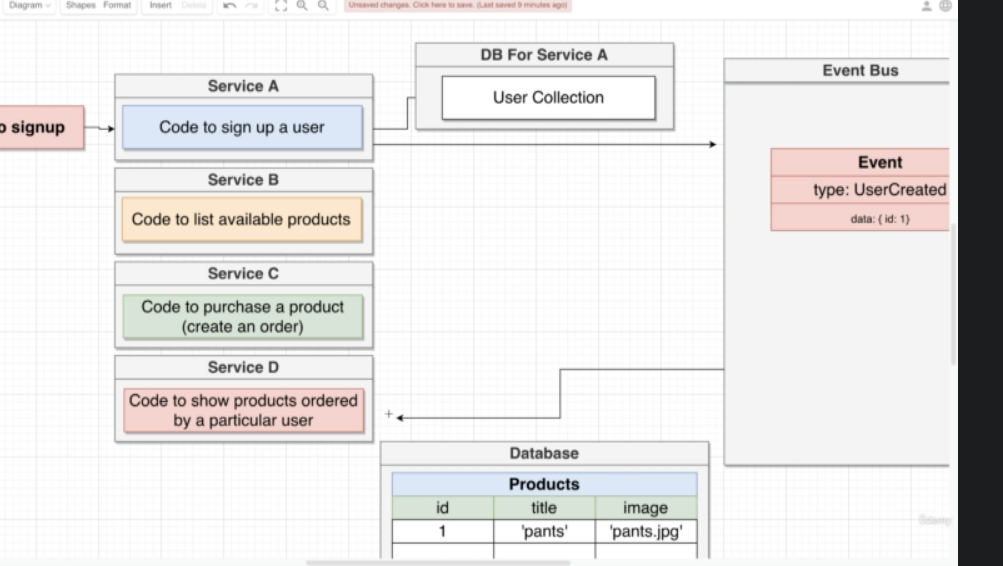 Diagram Shapes Format Insert Delete Unsaved changes. Click here to save. (Last saved 9 minutes ago)
o signup
Service A
Code to sign up a user
Service B
Code to list available products
Service C
Code to purchase a product
(create an order)
Service D
Code to show products ordered
by a particular user
DB For Service A
User Collection
Event Bus
Event
type: UserCreated
data: { id: 1}
Database
Products
id title image
1 'pants' 'pants.jpg'
Udemy